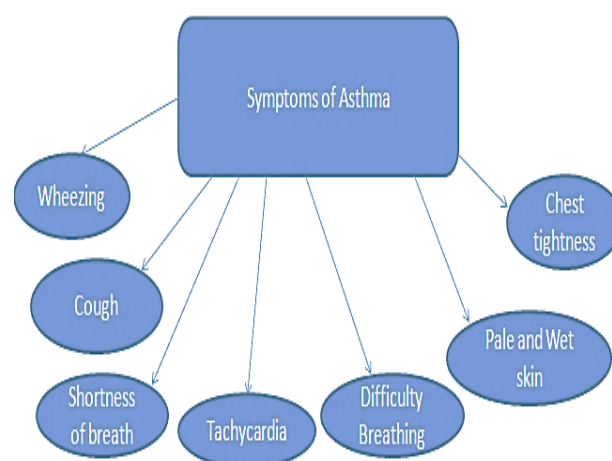 Symptoms of Asthma
Wheezing
Cough
Shortness
of breath
Tachycardia
Difficulty
Breathing
Pale and Wet
skin
Chest
tightness